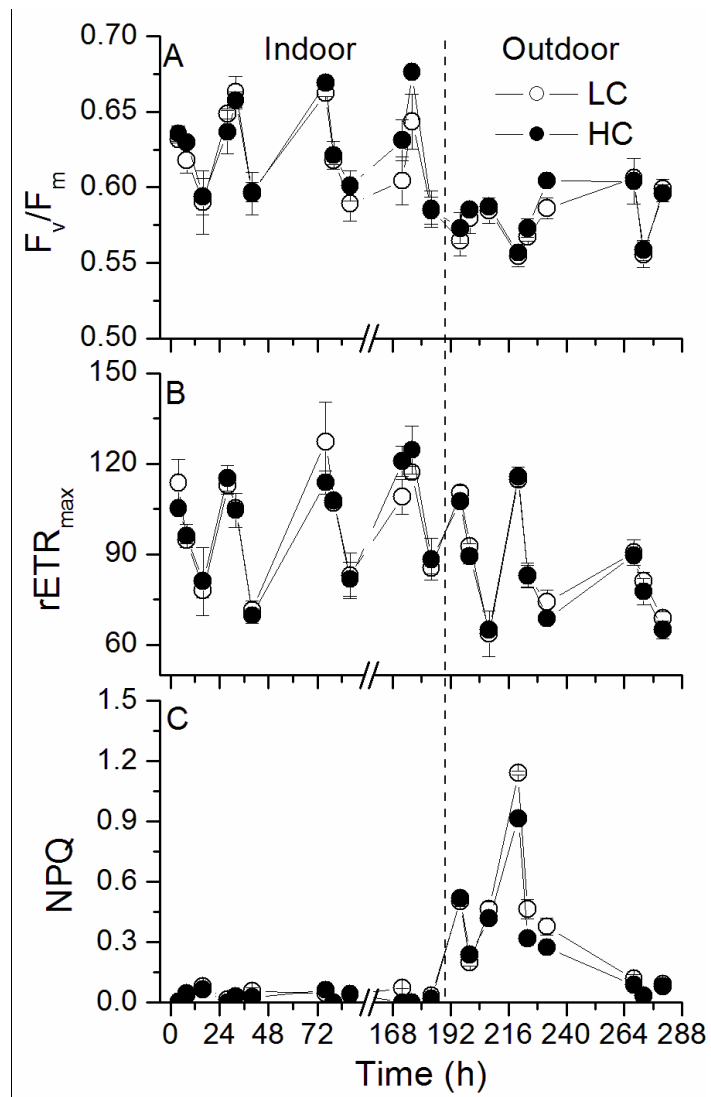 A Indoor Outdoor
LC
HC
0.70
0.65
0.60
0.55
0.50
Fv/Fm
B
150
120
90
60
rETRmax
C
1.5
1.2
0.9
0.6
0.3
0.0
NPQ
0 24 48 72 168 192 216 240 264 288
Time (h)